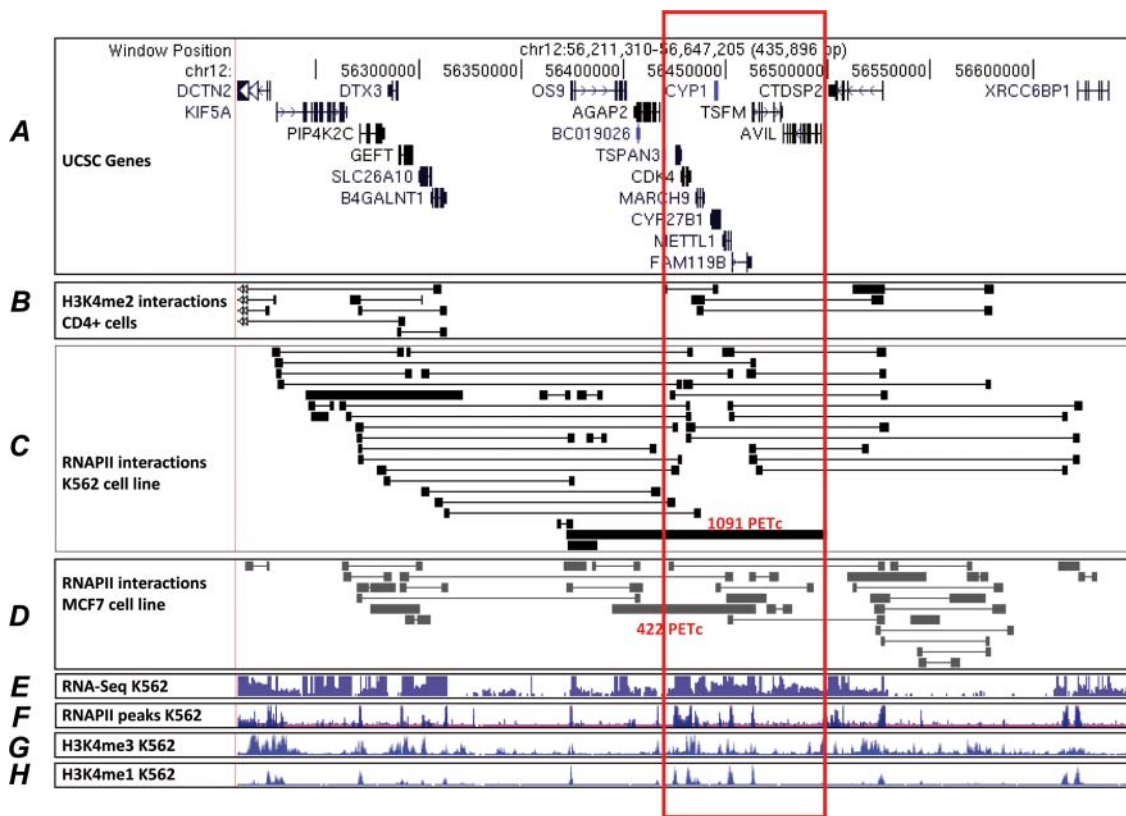 Window Position chr12:56,211,310-56,647,205 (435,896 bp)
chr12: 56300000 56350000 56400000 56450000 56500000 56550000 56600000
DCTN2 DTX3 OS9 CYP1 CTDSP2 XRCC6BP1
KIF5A AGAP2 TSFM
A PIP4K2C BC019026 AVIL
UCSC Genes
GEFT TSPAN3
SLC26A10 CDK4
B4GALNT1 MARCH9
CYP27B1
METTL1
FAM119B
B H3K4me2 interactions
CD4+ cells
C RNAPII interactions
K562 cell line
1091 PETc
D RNAPII interactions
MCF7 cell line
422 PETc
E RNA-Seq K562
F RNAPII peaks K562
G H3K4me3 K562
H H3K4me1 K562